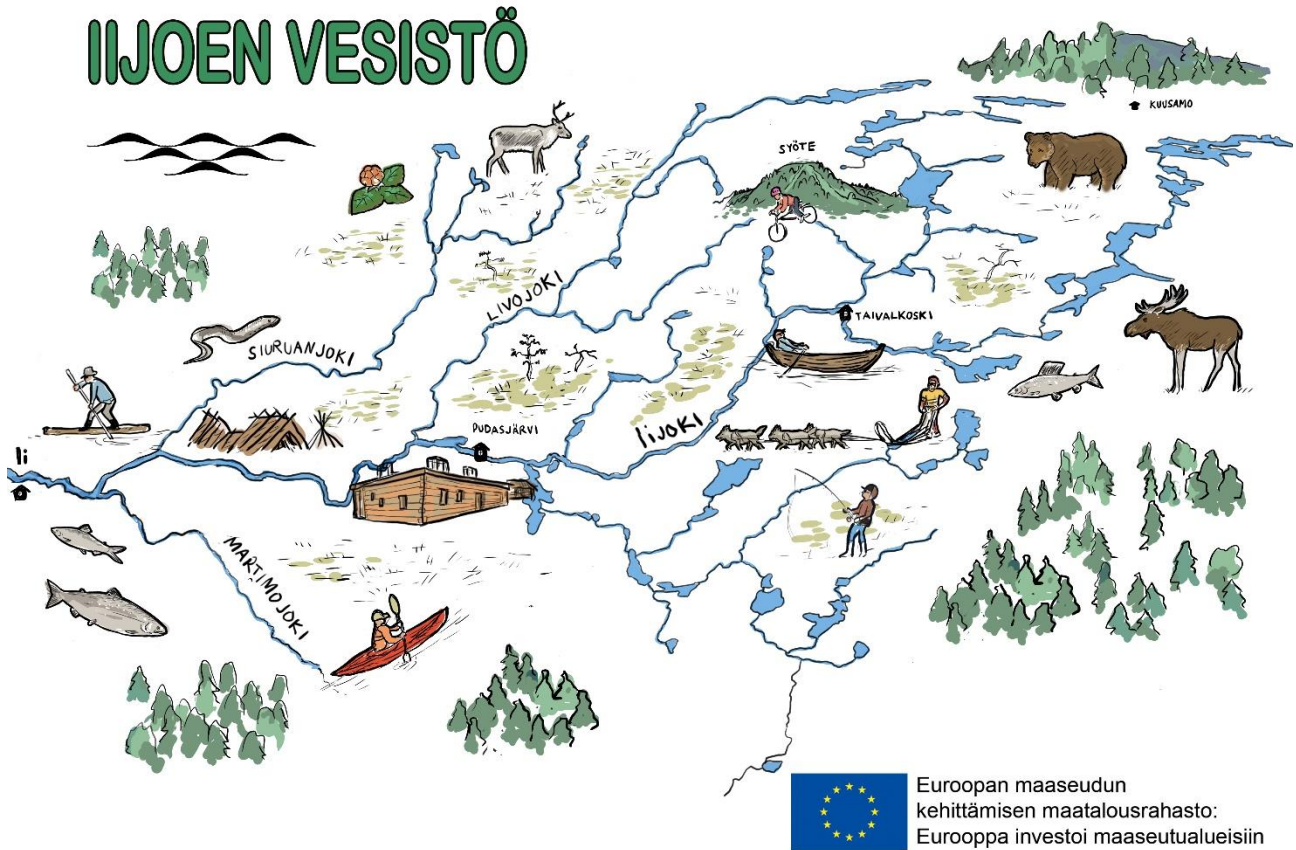 IIJOEN VESISTÖ
KUUSAMO
SYÖTE
LIVOJOKI
TAIVALKOSKI
SIURUANJOKI
IiJOKI
PUDASJÄRVI
Ii
MARTIMOJOKI
Euroopan maaseudun
kehittämisen maatalousrahasto:
Eurooppa investoi maaseutualueisiin